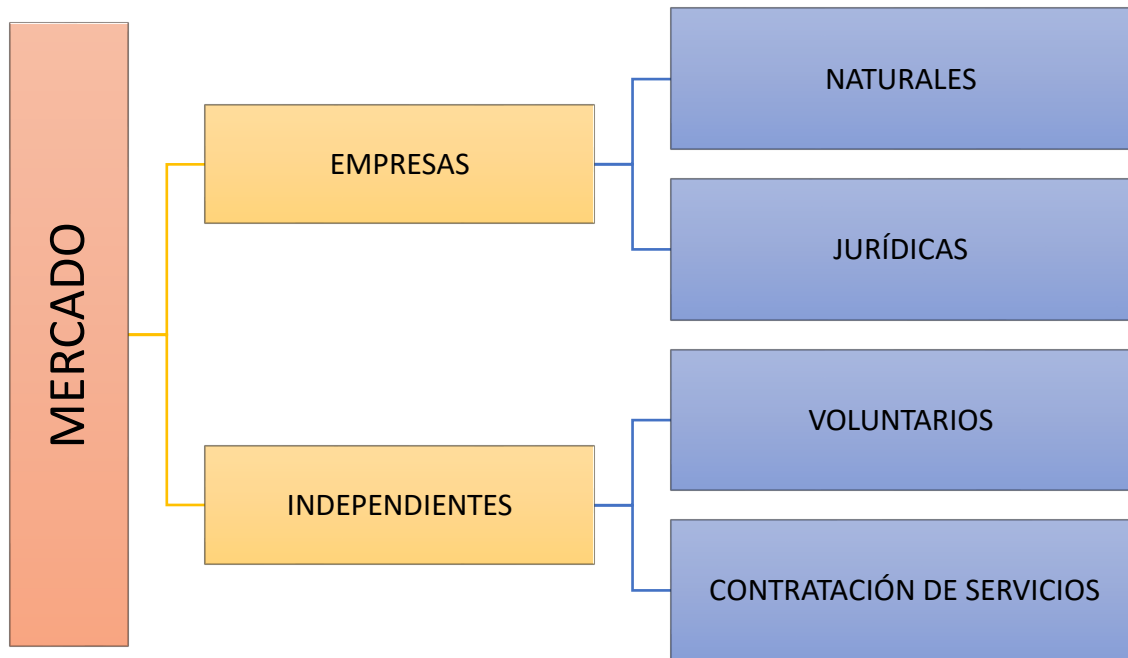 MERCADO
EMPRESAS
NATURALES
JURÍDICAS
INDEPENDIENTES
VOLUNTARIOS
CONTRATACIÓN DE SERVICIOS